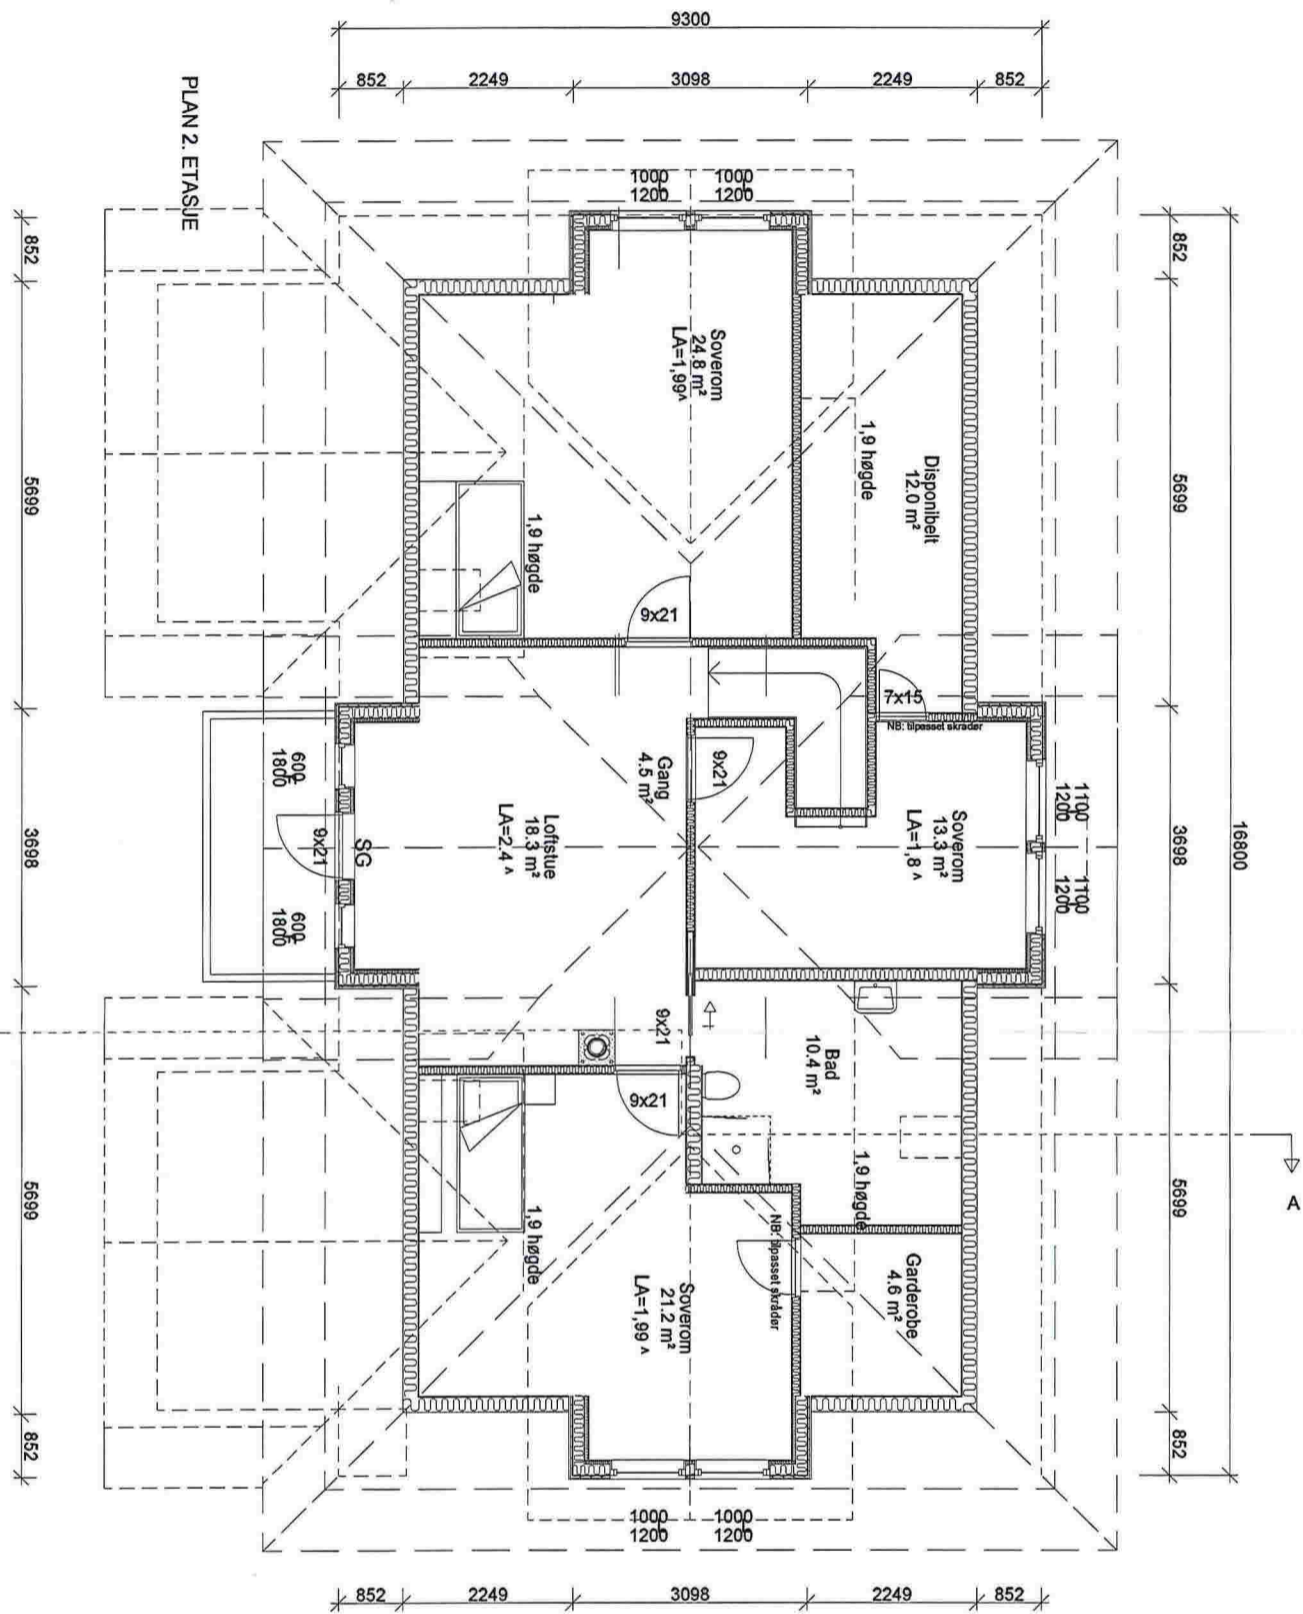 9300
852
2249
3098
2249
852
PLAN 2. ETASJE
1000
1200
1000
1200
852
5699
3698
5699
852
852
5699
3698
5699
852
16800
Soverom
24.8 m²
LA=1,99^
1,9 høgde
Disponibelt
12.0 m²
1,9 høgde
9x21
7x15
NB: tilpasset skrådør
9x21
Gang
4.5 m²
Soverom
13.3 m²
LA=1,8 ^
1100
1200
1100
1200
Loftstue
18.3 m²
LA=2.4 ^
600
1800
SG
9x21
600
1800
9x21
Bad
10.4 m²
9x21
1,9 høgde
A
1,9 høgde
NB: tilpasset skrådør
Soverom
21.2 m²
LA=1,99 ^
Garderobe
4.6 m²
1000
1200
1000
1200
852
2249
3098
2249
852